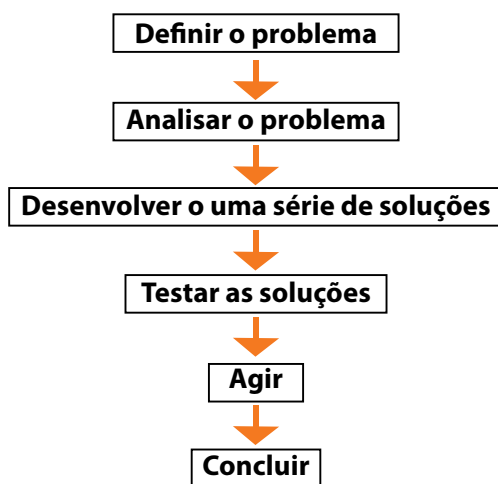 Definir o problema
Analisar o problema
Desenvolver o uma série de soluções
Testar as soluções
Agir
Concluir